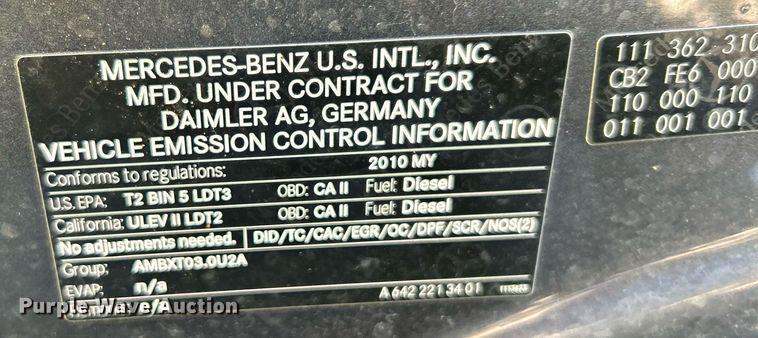 MERCEDES-BENZ U.S. INTL., INC.
MFD. UNDER CONTRACT FOR
DAIMLER AG, GERMANY
VEHICLE EMISSION CONTROL INFORMATION
Conforms to regulations: 2010 MY
U.S. EPA: T2 BIN 5 LDT3 OBD: CA II Fuel: Diesel
California: ULEV II LDT2 OBD: CA II Fuel: Diesel
No adjustments needed. DID/TC/CAC/EGR/OC/DPF/SCR/NOS(2)
Group: AMBXT03.0U2A
EVAP: n/a
n/a A 642 221 34 01
111 362 310
CB2 FE6 000
110 000 110
011 001 001
Purple Wave Auction